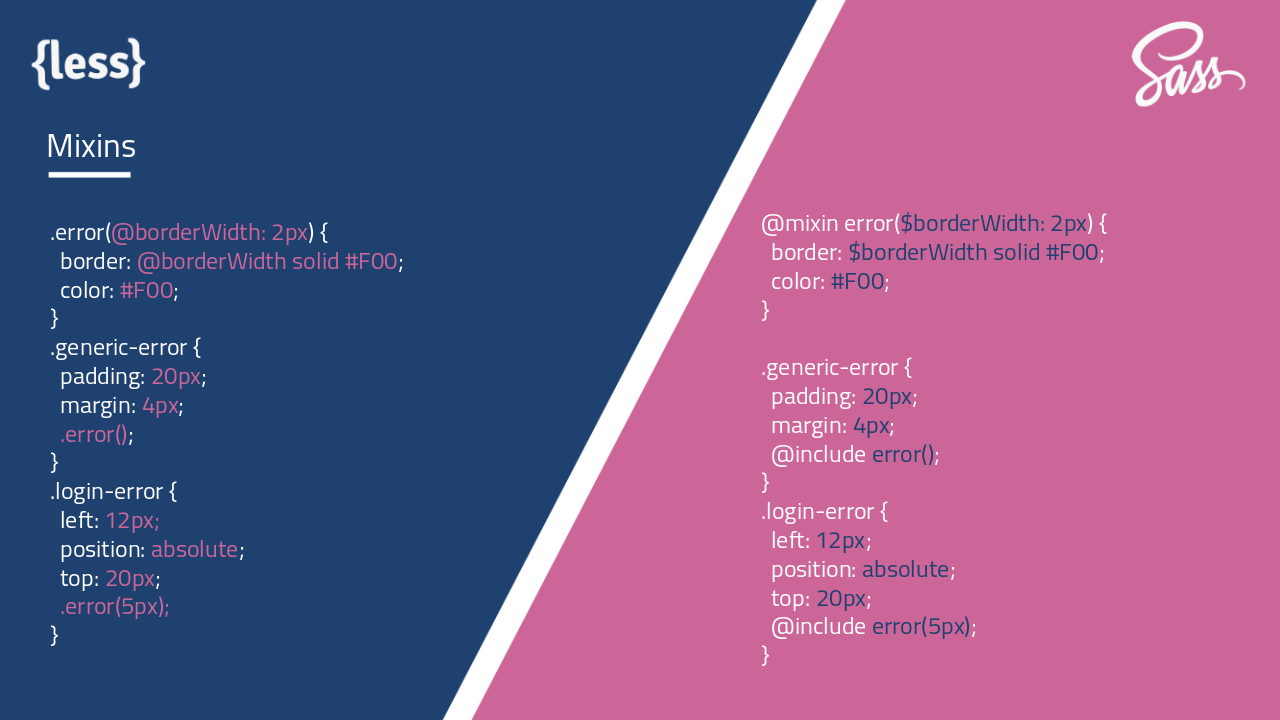 {less}
Sass
Mixins
.error(@borderWidth: 2px) {
  border: @borderWidth solid #F00;
  color: #F00;
}
.generic-error {
  padding: 20px;
  margin: 4px;
  .error();
}
.login-error {
  left: 12px;
  position: absolute;
  top: 20px;
  .error(5px);
}
@mixin error($borderWidth: 2px) {
  border: $borderWidth solid #F00;
  color: #F00;
}

.generic-error {
  padding: 20px;
  margin: 4px;
  @include error();
}
.login-error {
  left: 12px;
  position: absolute;
  top: 20px;
  @include error(5px);
}